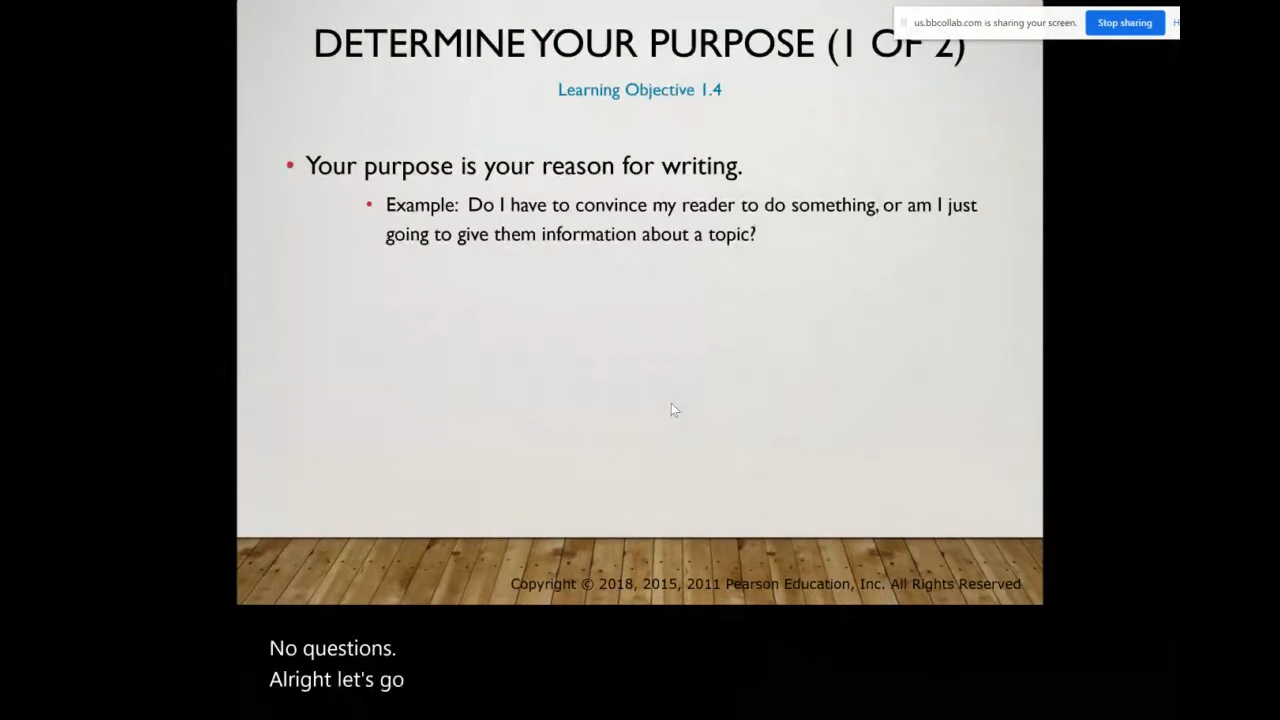 us.bbcollab.com is sharing your screen.
Stop sharing
H
DETERMINE YOUR PURPOSE (1 OF 2)
Learning Objective 1.4
• Your purpose is your reason for writing.
• Example: Do I have to convince my reader to do something, or am I just
going to give them information about a topic?
Copyright © 2018, 2015, 2011 Pearson Education, Inc. All Rights Reserved
No questions.
Alright let's go